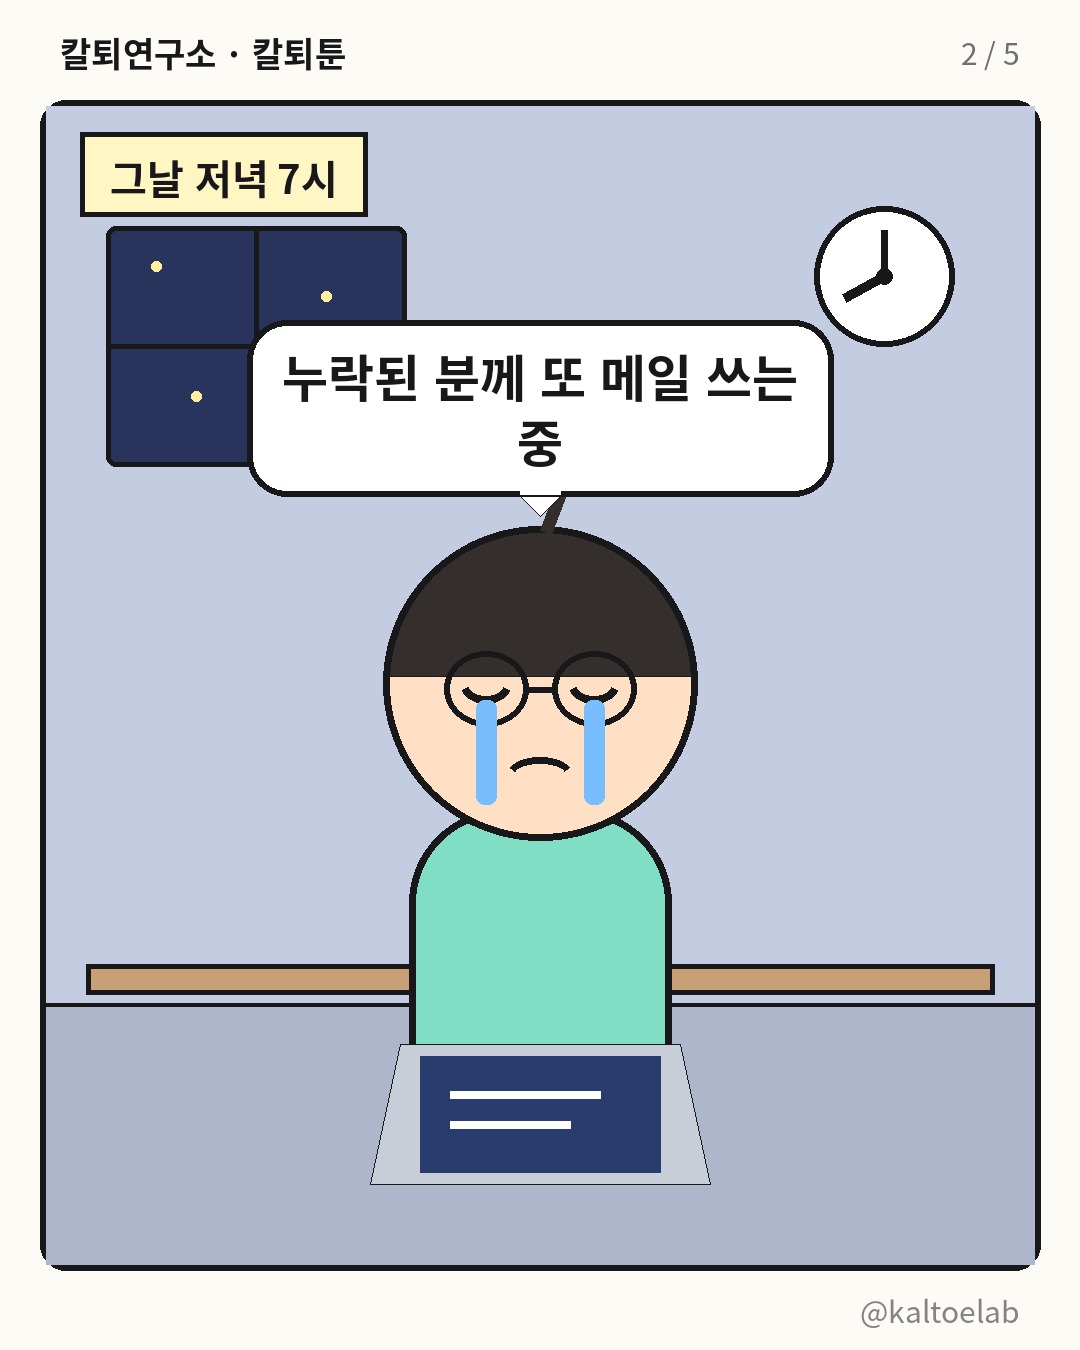 칼퇴연구소 · 칼퇴툰
2 / 5
그날 저녁 7시
누락된 분께 또 메일 쓰는
중
@kaltoelab